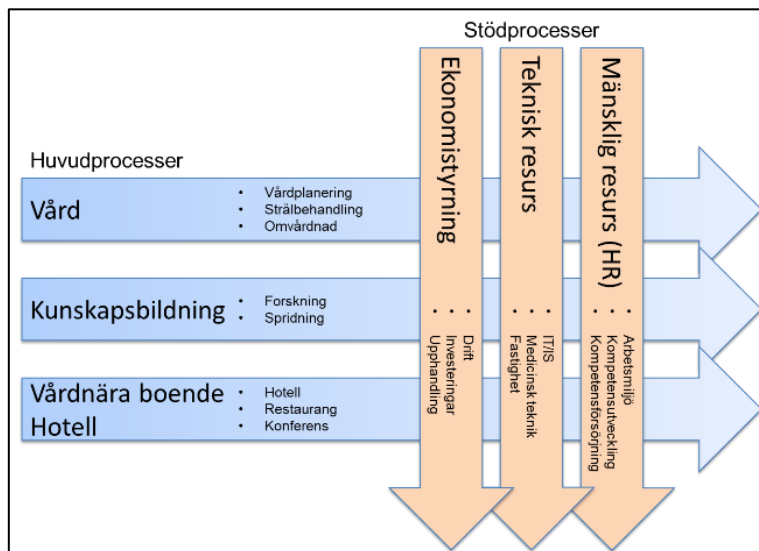 Stödprocesser
Huvudprocesser
Vård
• Vårdplanering
• Strålbehandling
• Omvårdnad
Kunskapsbildning
• Forskning
• Spridning
Vårdnära boende
Hotell
• Hotell
• Restaurang
• Konferens
Ekonomistyrning
• Drift
• Investeringar
• Upphandling
Teknisk resurs
• IT/IS
• Medicinsk teknik
• Fastighet
Mänsklig resurs (HR)
• Arbetsmiljö
• Kompetensutveckling
• Kompetensförsörjning